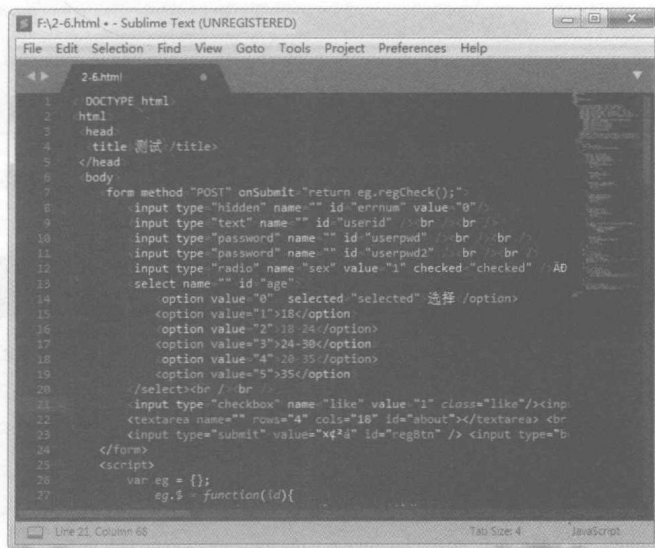 F:\2-6.html • - Sublime Text (UNREGISTERED)
File Edit Selection Find View Goto Tools Project Preferences Help
2-6.html
1 <!DOCTYPE html>
2 <html>
3 <head>
4 <title>测试</title>
5 </head>
6 <body>
7 <form method="POST" onSubmit="return eg.regCheck();">
8 <input type="hidden" name="" id="errnum" value="0"/>
9 <input type="text" name="" id="userid" /><br /><br />
10 <input type="password" name="" id="userpwd" /><br /><br />
11 <input type="password" name="" id="userpwd2" /><br /><br />
12 <input type="radio" name="sex" value="1" checked="checked" />ÄÐ
13 <select name="" id="age">
14 <option value="0" selected="selected">选择</option>
15 <option value="1">18</option>
16 <option value="2">18-24</option>
17 <option value="3">24-30</option>
18 <option value="4">20-35</option>
19 <option value="5">35</option>
20 </select><br /><br />
21 <input type="checkbox" name="like" value="1" class="like"/><inp
22 <textarea name="" rows="4" cols="18" id="about"></textarea> <br
23 <input type="submit" value="×¢²á" id="regBtn" /> <input type="b
24 </form>
25 <script>
26 var eg = {};
27 eg.$ = function(id){
Line 21, Column 68 Tab Size: 4 JavaScript